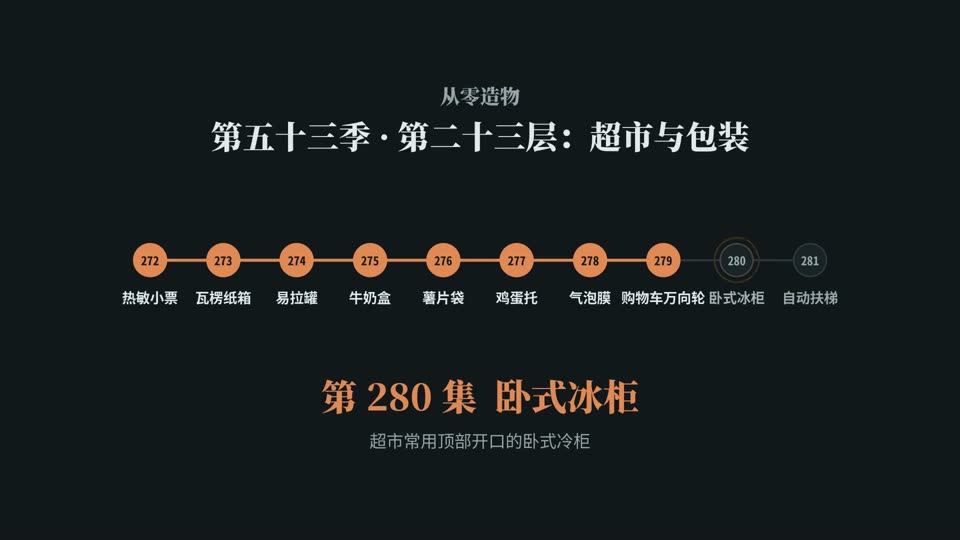 从零造物
第五十三季 · 第二十三层：超市与包装
272 273 274 275 276 277 278 279 280 281
热敏小票 瓦楞纸箱 易拉罐 牛奶盒 薯片袋 鸡蛋托 气泡膜 购物车万向轮 卧式冰柜 自动扶梯
第 280 集 卧式冰柜
超市常用顶部开口的卧式冷柜